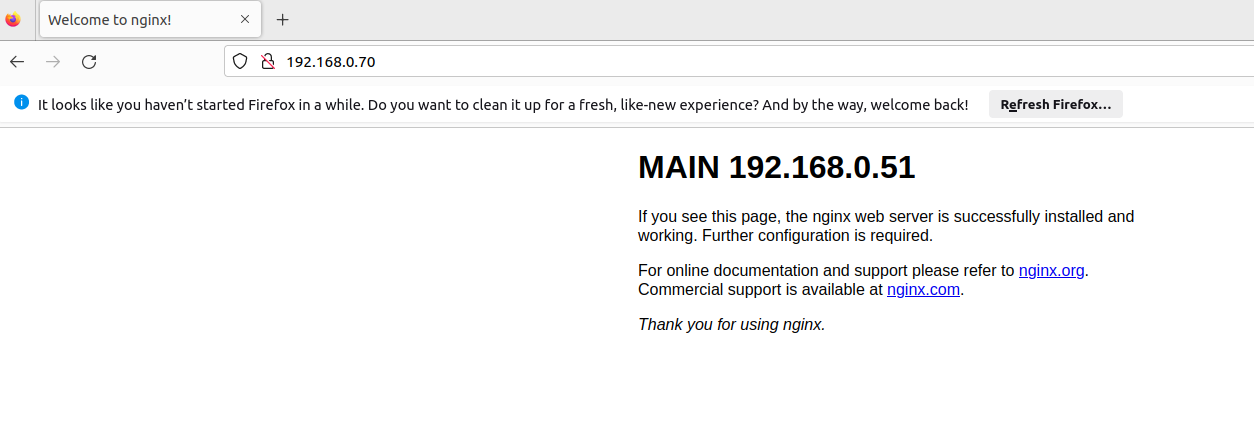 Welcome to nginx!
192.168.0.70
It looks like you haven’t started Firefox in a while. Do you want to clean it up for a fresh, like-new experience? And by the way, welcome back!
Refresh Firefox…
MAIN 192.168.0.51
If you see this page, the nginx web server is successfully installed and
working. Further configuration is required.
For online documentation and support please refer to nginx.org.
Commercial support is available at nginx.com.
Thank you for using nginx.